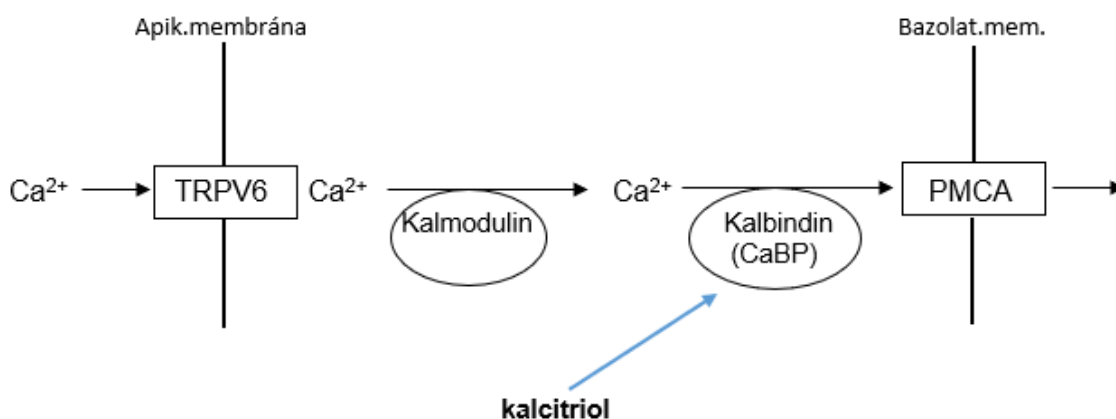 Apik.membrána
Bazolat.mem.
Ca²⁺
TRPV6
Ca²⁺
Kalmodulin
Ca²⁺
Kalbindin
(CaBP)
PMCA
kalcitriol